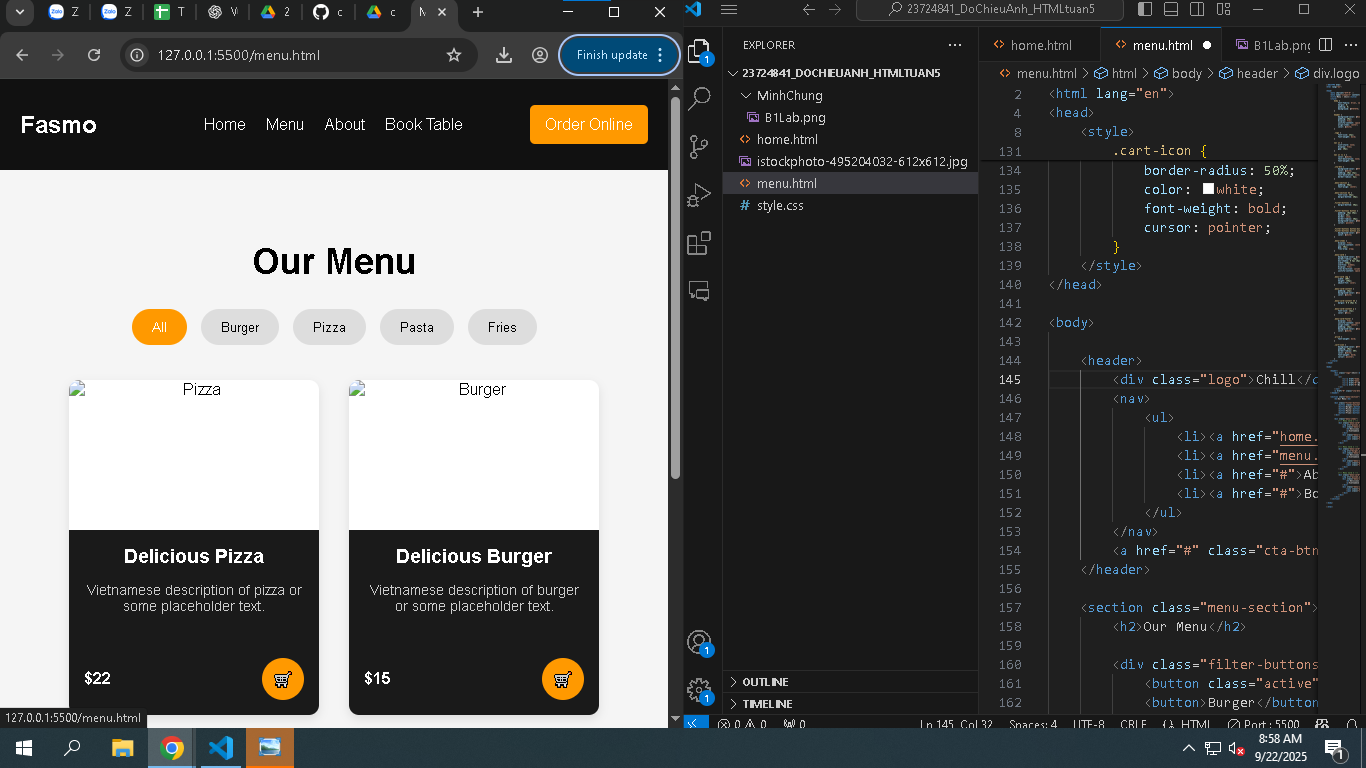 Z
Z
T
V
2
c
c
M
127.0.0.1:5500/menu.html
Finish update
Fasmo
Home
Menu
About
Book Table
Order Online
Our Menu
All
Burger
Pizza
Pasta
Fries
Pizza
Burger
Delicious Pizza
Vietnamese description of pizza or
some placeholder text.
$22
Delicious Burger
Vietnamese description of burger
or some placeholder text.
$15
127.0.0.1:5500/menu.html
23724841_DoChieuAnh_HTMLtuan5
EXPLORER
23724841_DOCHIEUANH_HTMLTUAN5
MinhChung
B1Lab.png
home.html
istockphoto-495204032-612x612.jpg
menu.html
style.css
OUTLINE
TIMELINE
home.html
menu.html
B1Lab.png
menu.html > html > body > header > div.logo
2 <html lang="en">
4 <head>
8 <style>
131 .cart-icon {
134 border-radius: 50%;
135 color: white;
136 font-weight: bold;
137 cursor: pointer;
138 }
139 </style>
140 </head>
141
142 <body>
143
144 <header>
145 <div class="logo">Chill</d
146 <nav>
147 <ul>
148 <li><a href="home.
149 <li><a href="menu.
150 <li><a href="#">Ab
151 <li><a href="#">Bo
152 </ul>
153 </nav>
154 <a href="#" class="cta-btn
155 </header>
156
157 <section class="menu-section">
158 <h2>Our Menu</h2>
159
160 <div class="filter-buttons
161 <button class="active"
162 <button>Burger</button
0 0 0
Ln 145, Col 32
Spaces: 4
UTF-8
CRLF
{} HTML
Port : 5500
8:58 AM
9/22/2025
1
1
1
1